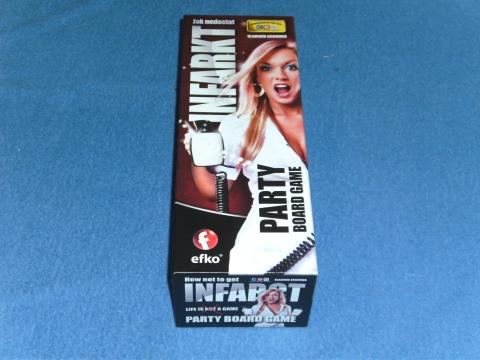 Jak nedostat
INFARKT
PARTY
BOARD GAME
f
efko®
How not to get
INFARCT
LIFE IS NOT A GAME
PARTY BOARD GAME